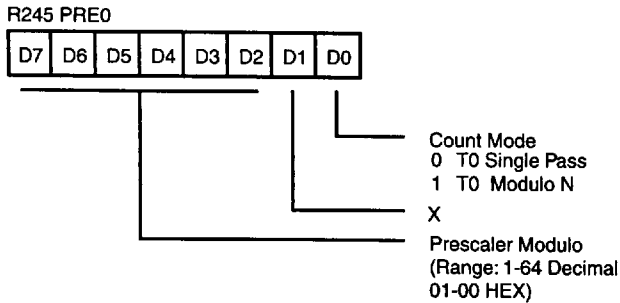 R245 PRE0
D7 D6 D5 D4 D3 D2 D1 D0
Count Mode
0 T0 Single Pass
1 T0 Modulo N
X
Prescaler Modulo
(Range: 1-64 Decimal
01-00 HEX)